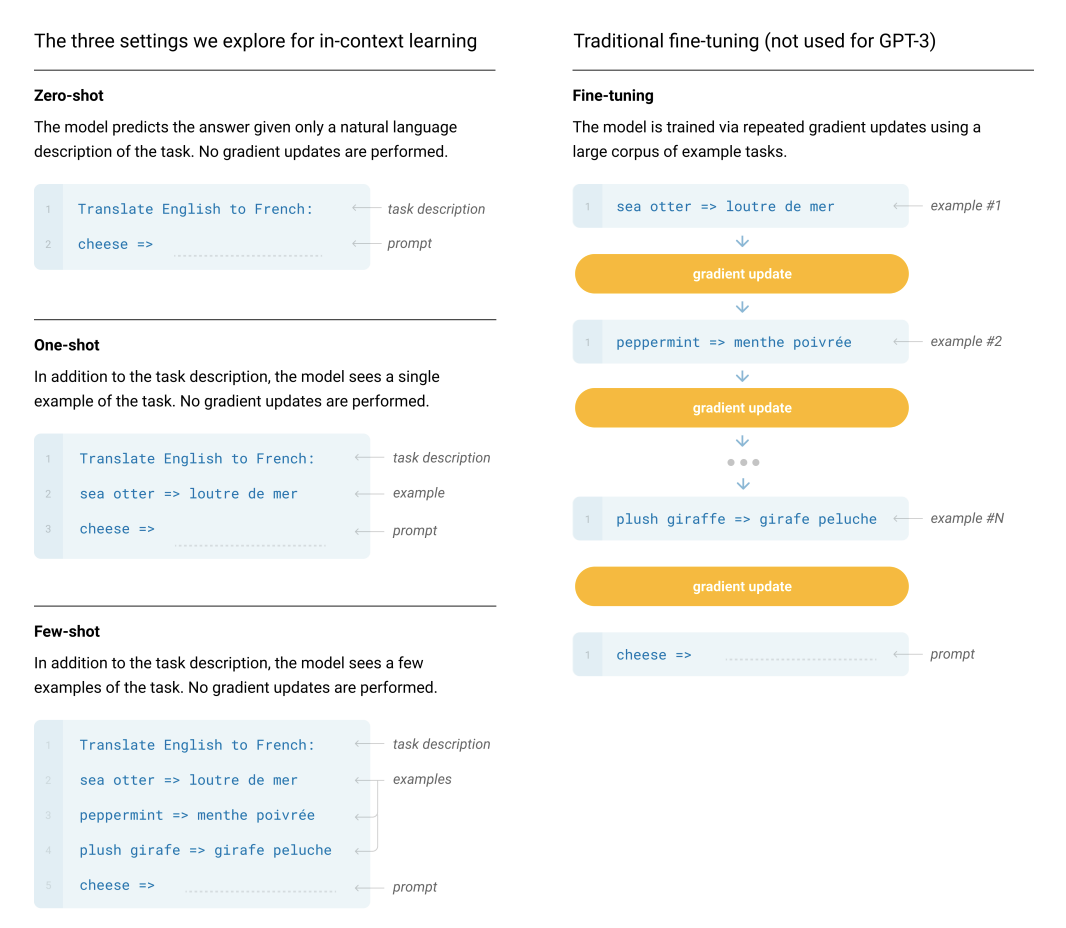 The three settings we explore for in-context learning
Zero-shot
The model predicts the answer given only a natural language
description of the task. No gradient updates are performed.
1 Translate English to French: task description
2 cheese => prompt
One-shot
In addition to the task description, the model sees a single
example of the task. No gradient updates are performed.
1 Translate English to French: task description
2 sea otter => loutre de mer example
3 cheese => prompt
Few-shot
In addition to the task description, the model sees a few
examples of the task. No gradient updates are performed.
1 Translate English to French: task description
2 sea otter => loutre de mer examples
3 peppermint => menthe poivrée
4 plush girafe => girafe peluche
5 cheese => prompt
Traditional fine-tuning (not used for GPT-3)
Fine-tuning
The model is trained via repeated gradient updates using a
large corpus of example tasks.
1 sea otter => loutre de mer example #1
gradient update
1 peppermint => menthe poivrée example #2
gradient update
1 plush giraffe => girafe peluche example #N
gradient update
1 cheese => prompt